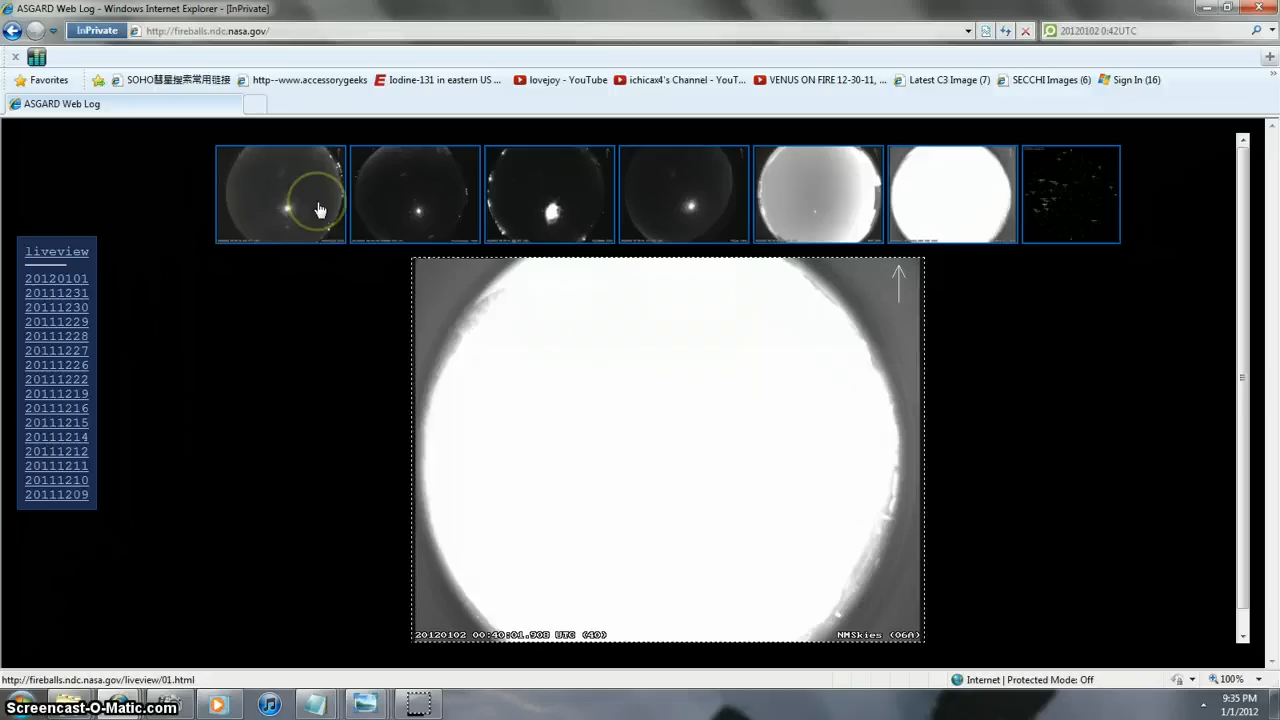 ASGARD Web Log - Windows Internet Explorer - [InPrivate]
InPrivate http://fireballs.ndc.nasa.gov/ 20120102 0:42UTC
Favorites SOHO彗星搜索常用链接 http--www.accessorygeeks Iodine-131 in eastern US ... lovejoy - YouTube ichicax4's Channel - YouT... VENUS ON FIRE 12-30-11, ... Latest C3 Image (7) SECCHI Images (6) Sign In (16)
ASGARD Web Log
liveview
20120101
20111231
20111230
20111229
20111228
20111227
20111226
20111222
20111219
20111216
20111215
20111214
20111212
20111211
20111210
20111209
20120102 00:40:01.908 UTC (40) NMSkies (06A)
http://fireballs.ndc.nasa.gov/liveview/01.html Internet | Protected Mode: Off 100%
Screencast-O-Matic.com
9:35 PM
1/1/2012